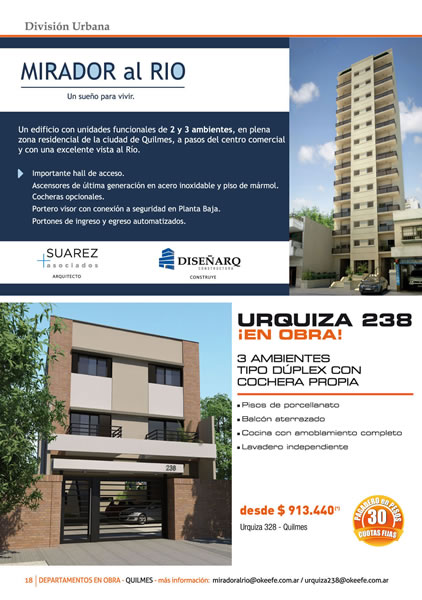 División Urbana
MIRADOR al RIO
Un sueño para vivir.
Un edificio con unidades funcionales de 2 y 3 ambientes, en plena
zona residencial de la ciudad de Quilmes, a pasos del centro comercial
y con una excelente vista al Río.
Importante hall de acceso.
Ascensores de última generación en acero inoxidable y piso de mármol.
Cocheras opcionales.
Portero visor con conexión a seguridad en Planta Baja.
Portones de ingreso y egreso automatizados.
SUAREZ
+asociados
ARQUITECTO
DISEÑARQ
CONSTRUCTORA
CONSTRUYE
URQUIZA 238
¡EN OBRA!
3 AMBIENTES
TIPO DÚPLEX CON
COCHERA PROPIA
Pisos de porcellanato
Balcón aterrazado
Cocina con amoblamiento completo
Lavadero independiente
238
desde $ 913.440(*)
Urquiza 328 - Quilmes
PAGADERO en PESOS
30
CUOTAS FIJAS
18 | DEPARTAMENTOS EN OBRA - QUILMES - más información: miradoralrio@okeefe.com.ar / urquiza238@okeefe.com.ar